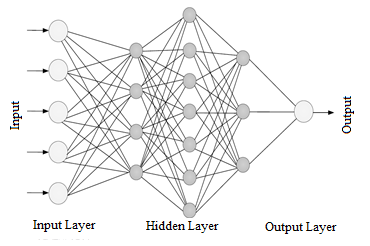 Input
Output
Input Layer
Hidden Layer
Output Layer